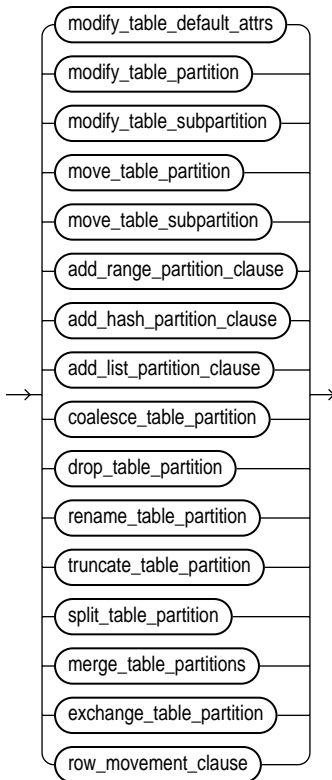 modify_table_default_attrs
modify_table_partition
modify_table_subpartition
move_table_partition
move_table_subpartition
add_range_partition_clause
add_hash_partition_clause
add_list_partition_clause
coalesce_table_partition
drop_table_partition
rename_table_partition
truncate_table_partition
split_table_partition
merge_table_partitions
exchange_table_partition
row_movement_clause